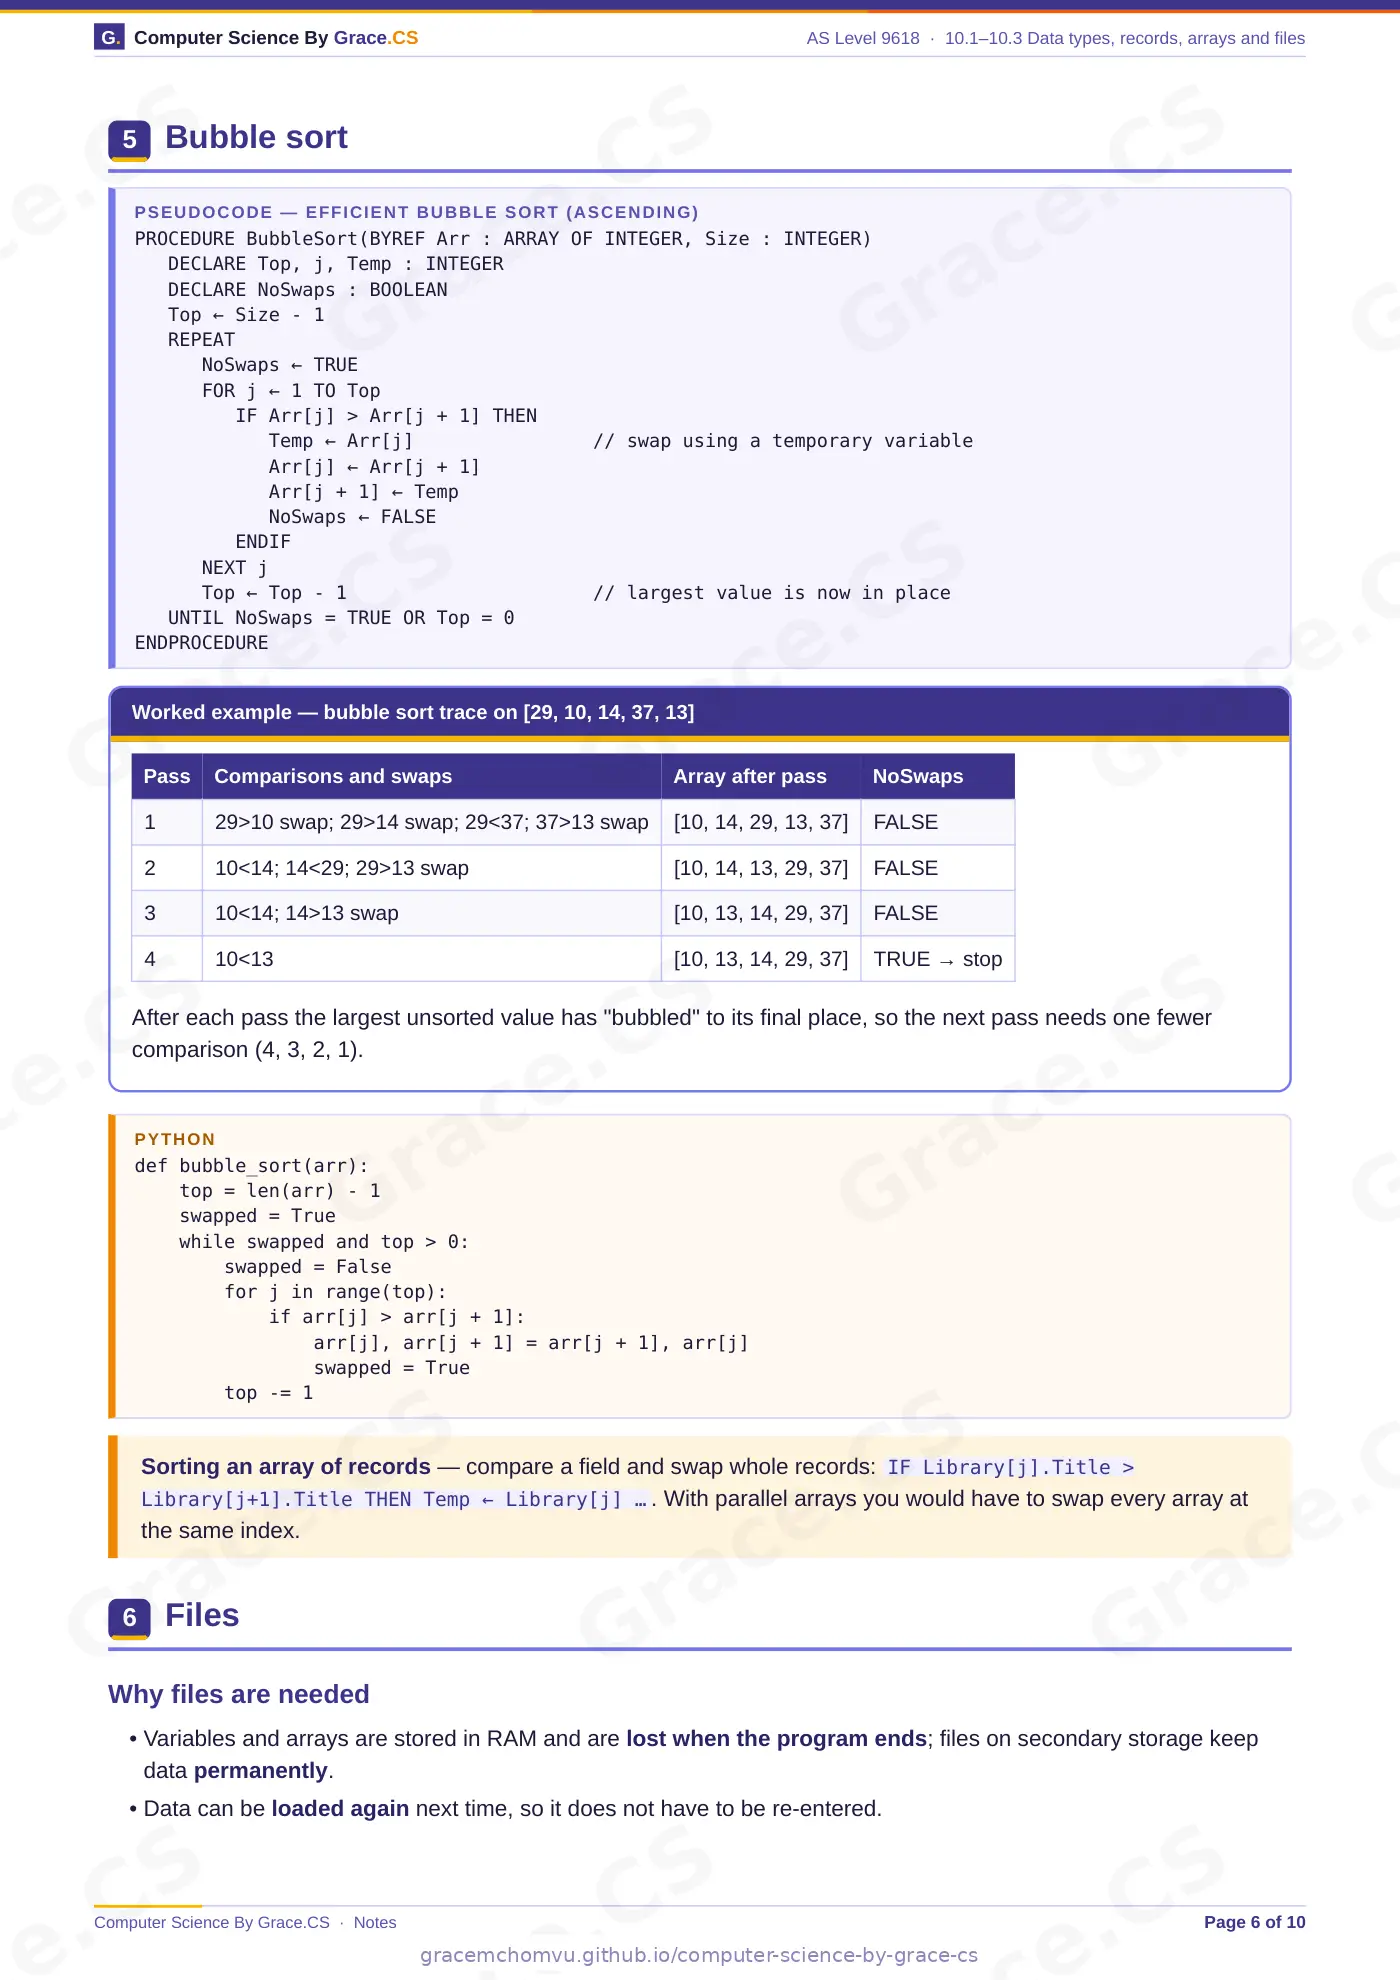 G. Computer Science By Grace.CS
AS Level 9618 · 10.1–10.3 Data types, records, arrays and files
5 Bubble sort
PSEUDOCODE — EFFICIENT BUBBLE SORT (ASCENDING)
PROCEDURE BubbleSort(BYREF Arr : ARRAY OF INTEGER, Size : INTEGER)
   DECLARE Top, j, Temp : INTEGER
   DECLARE NoSwaps : BOOLEAN
   Top ← Size - 1
   REPEAT
      NoSwaps ← TRUE
      FOR j ← 1 TO Top
         IF Arr[j] > Arr[j + 1] THEN
            Temp ← Arr[j]                // swap using a temporary variable
            Arr[j] ← Arr[j + 1]
            Arr[j + 1] ← Temp
            NoSwaps ← FALSE
         ENDIF
      NEXT j
      Top ← Top - 1                      // largest value is now in place
   UNTIL NoSwaps = TRUE OR Top = 0
ENDPROCEDURE
Worked example — bubble sort trace on [29, 10, 14, 37, 13]
Pass Comparisons and swaps Array after pass NoSwaps
1 29>10 swap; 29>14 swap; 29<37; 37>13 swap [10, 14, 29, 13, 37] FALSE
2 10<14; 14<29; 29>13 swap [10, 14, 13, 29, 37] FALSE
3 10<14; 14>13 swap [10, 13, 14, 29, 37] FALSE
4 10<13 [10, 13, 14, 29, 37] TRUE → stop
After each pass the largest unsorted value has "bubbled" to its final place, so the next pass needs one fewer
comparison (4, 3, 2, 1).
PYTHON
def bubble_sort(arr):
    top = len(arr) - 1
    swapped = True
    while swapped and top > 0:
        swapped = False
        for j in range(top):
            if arr[j] > arr[j + 1]:
                arr[j], arr[j + 1] = arr[j + 1], arr[j]
                swapped = True
        top -= 1
Sorting an array of records — compare a field and swap whole records: IF Library[j].Title >
Library[j+1].Title THEN Temp ← Library[j] …. With parallel arrays you would have to swap every array at
the same index.
6 Files
Why files are needed
• Variables and arrays are stored in RAM and are lost when the program ends; files on secondary storage keep
data permanently.
• Data can be loaded again next time, so it does not have to be re-entered.
Computer Science By Grace.CS · Notes
Page 6 of 10
gracemchomvu.github.io/computer-science-by-grace-cs